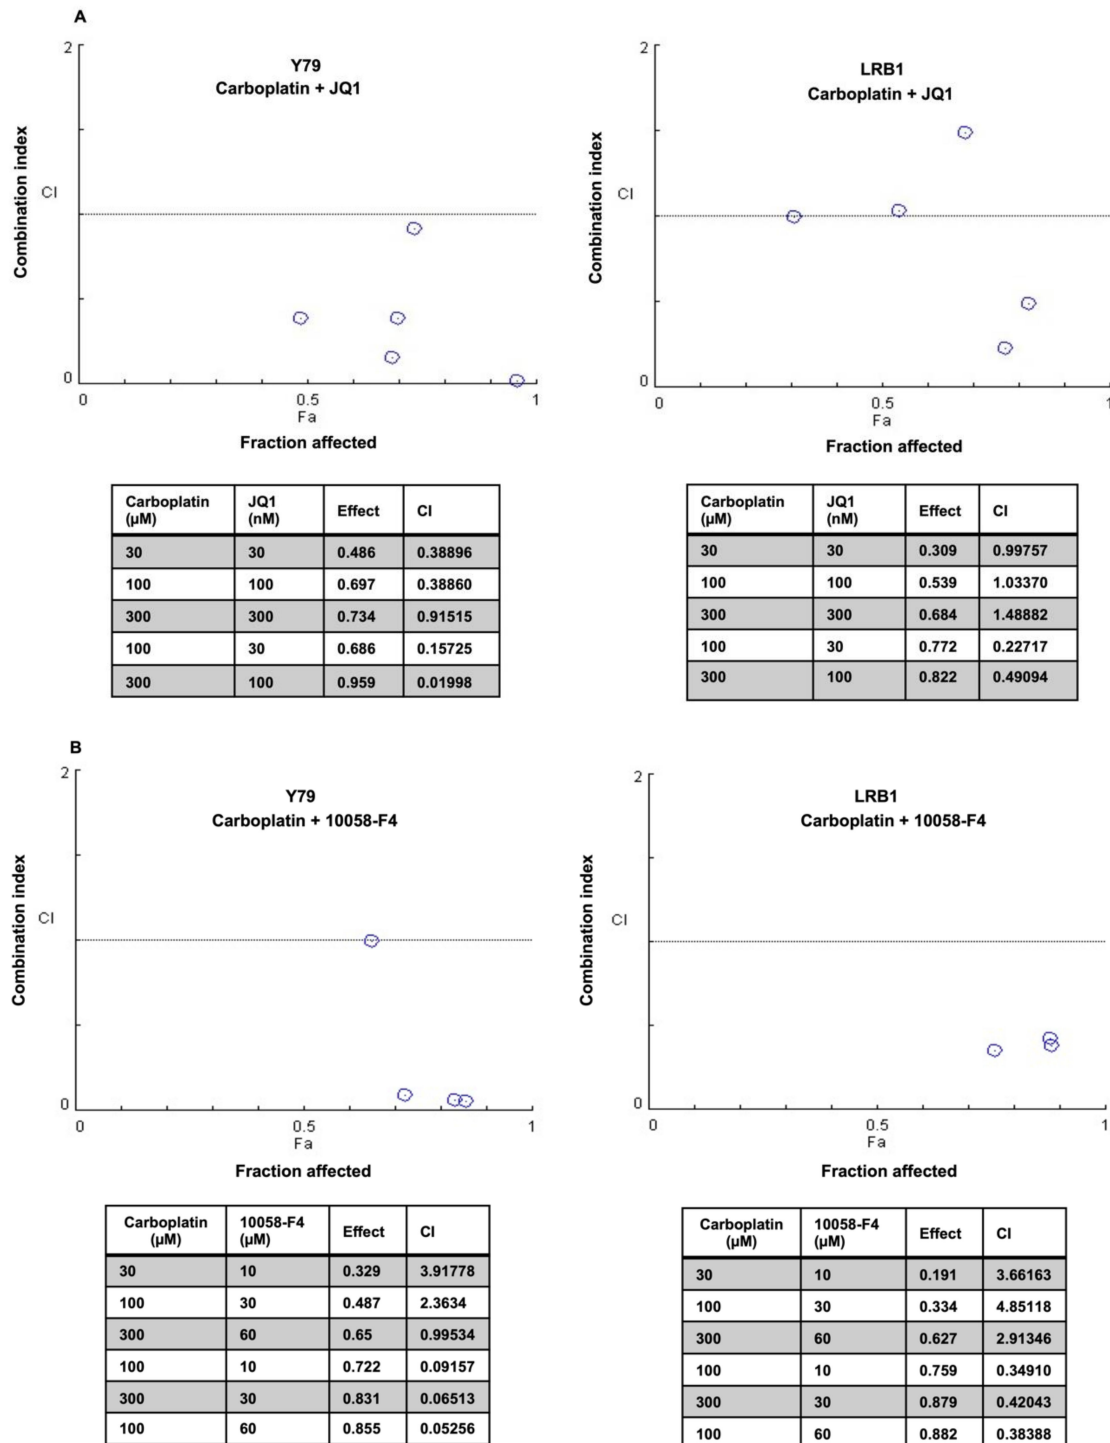 A
2
Y79
Carboplatin + JQ1
Combination index
CI
0
0
0.5
1
Fa
Fraction affected
2
LRB1
Carboplatin + JQ1
Combination index
CI
0
0
0.5
1
Fa
Fraction affected
Carboplatin (µM) JQ1 (nM) Effect CI
30 30 0.486 0.38896
100 100 0.697 0.38860
300 300 0.734 0.91515
100 30 0.686 0.15725
300 100 0.959 0.01998
Carboplatin (µM) JQ1 (nM) Effect CI
30 30 0.309 0.99757
100 100 0.539 1.03370
300 300 0.684 1.48882
100 30 0.772 0.22717
300 100 0.822 0.49094
B
2
Y79
Carboplatin + 10058-F4
Combination index
CI
0
0
0.5
1
Fa
Fraction affected
2
LRB1
Carboplatin + 10058-F4
Combination index
CI
0
0
0.5
1
Fa
Fraction affected
Carboplatin (µM) 10058-F4 (µM) Effect CI
30 10 0.329 3.91778
100 30 0.487 2.3634
300 60 0.65 0.99534
100 10 0.722 0.09157
300 30 0.831 0.06513
100 60 0.855 0.05256
Carboplatin (µM) 10058-F4 (µM) Effect CI
30 10 0.191 3.66163
100 30 0.334 4.85118
300 60 0.627 2.91346
100 10 0.759 0.34910
300 30 0.879 0.42043
100 60 0.882 0.38388